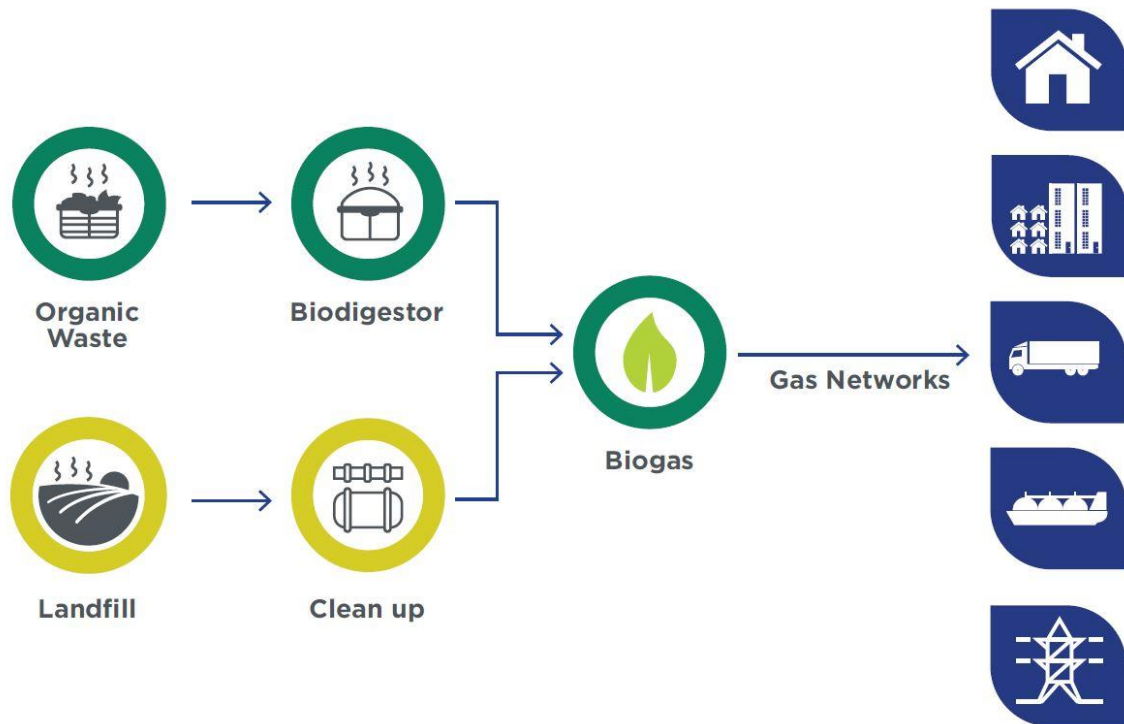 Organic
Waste
Biodigestor
Landfill
Clean up
Biogas
Gas Networks